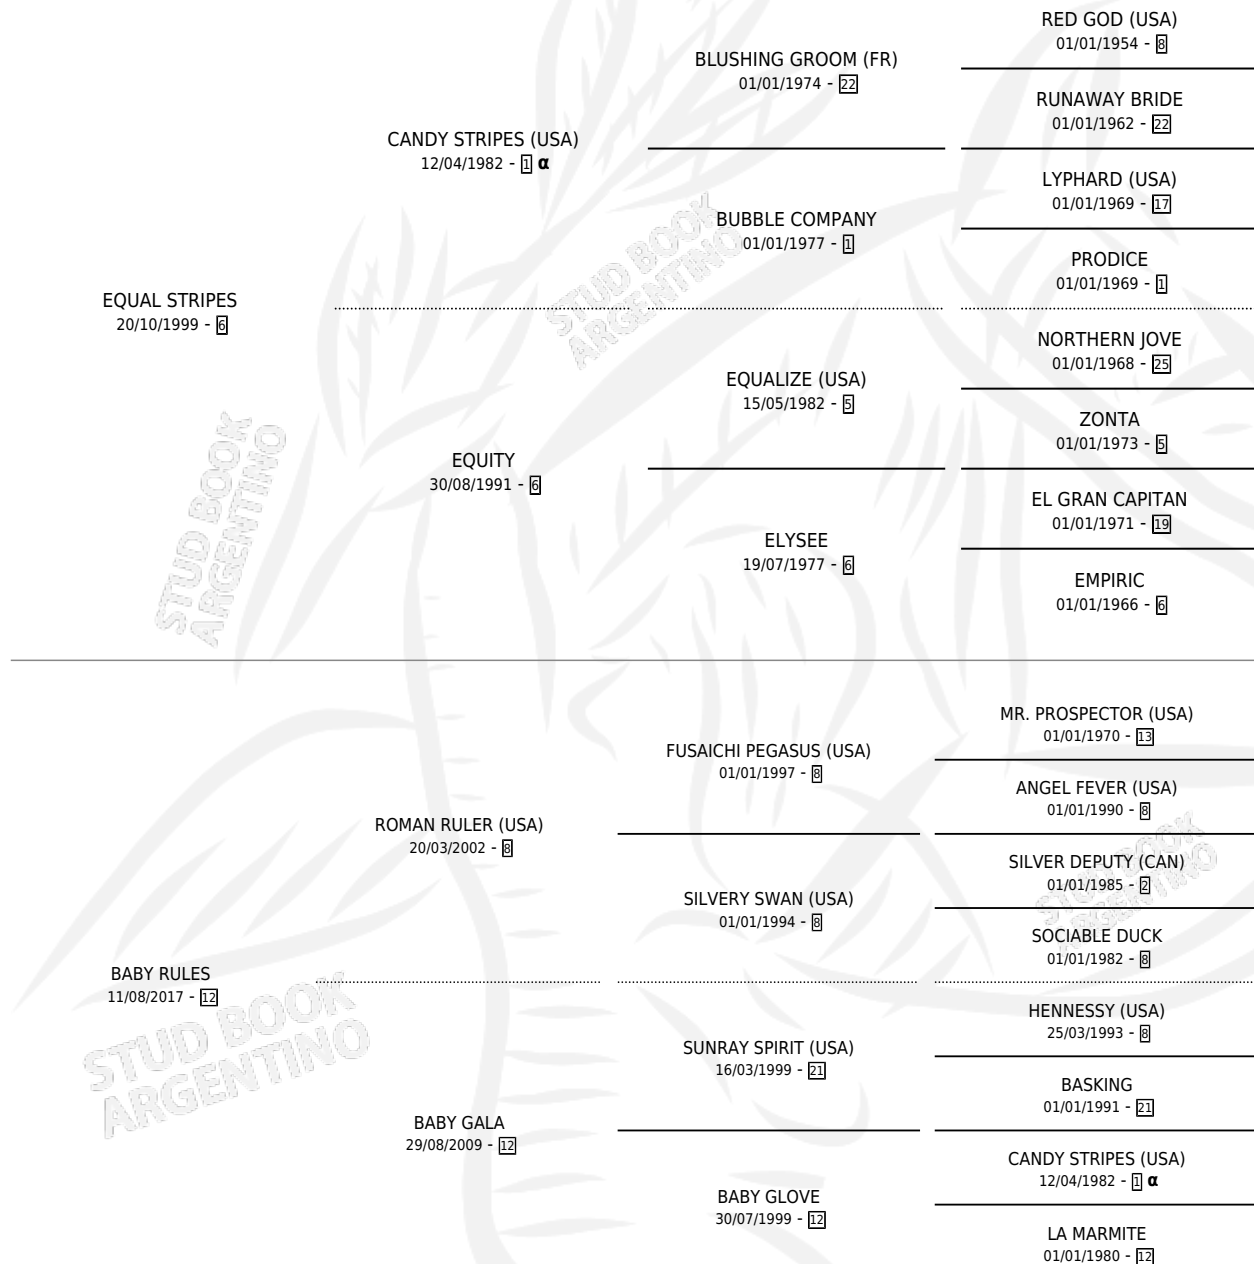 RED GOD (USA)
01/01/1954 - 8
BLUSHING GROOM (FR)
01/01/1974 - 22
RUNAWAY BRIDE
01/01/1962 - 22
CANDY STRIPES (USA)
12/04/1982 - 1 α
LYPHARD (USA)
01/01/1969 - 17
BUBBLE COMPANY
01/01/1977 - 1
PRODICE
01/01/1969 - 1
EQUAL STRIPES
20/10/1999 - 6
NORTHERN JOVE
01/01/1968 - 25
EQUALIZE (USA)
15/05/1982 - 5
ZONTA
01/01/1973 - 5
EQUITY
30/08/1991 - 6
EL GRAN CAPITAN
01/01/1971 - 19
ELYSEE
19/07/1977 - 6
EMPIRIC
01/01/1966 - 6
STUD BOOK
ARGENTINO
STUD BOOK
ARGENTINO
MR. PROSPECTOR (USA)
01/01/1970 - 13
FUSAICHI PEGASUS (USA)
01/01/1997 - 8
ANGEL FEVER (USA)
01/01/1990 - 8
ROMAN RULER (USA)
20/03/2002 - 8
SILVER DEPUTY (CAN)
01/01/1985 - 2
SILVERY SWAN (USA)
01/01/1994 - 8
SOCIABLE DUCK
01/01/1982 - 8
BABY RULES
11/08/2017 - 12
HENNESSY (USA)
25/03/1993 - 8
SUNRAY SPIRIT (USA)
16/03/1999 - 21
BASKING
01/01/1991 - 21
BABY GALA
29/08/2009 - 12
CANDY STRIPES (USA)
12/04/1982 - 1 α
BABY GLOVE
30/07/1999 - 12
LA MARMITE
01/01/1980 - 12
STUD BOOK
ARGENTINO
STUD BOOK
ARGENTINO